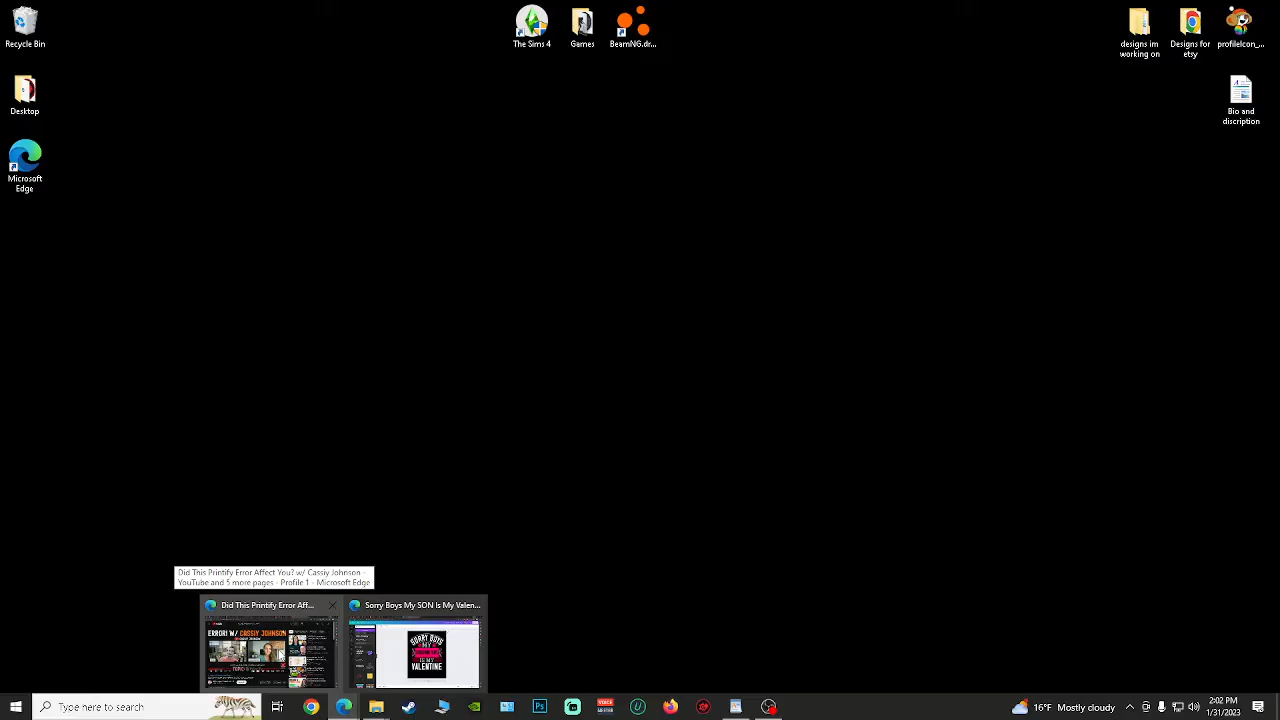 Recycle Bin
The Sims 4
Games
BeamNG.dr...
designs im
working on
Designs for
etsy
profileIcon_...
Desktop
Bio and
discription
Microsoft
Edge
Did This Printify Error Affect You? w/ Cassiy Johnson -
YouTube and 5 more pages - Profile 1 - Microsoft Edge
Did This Printify Error Aff...
Sorry Boys My SON Is My Valen...
ERROR! W/ CASSIY JOHNSON
SORRY BOYS
MY
IS MY
VALENTINE
Type here to search
16°F Mostly cloudy
2:02 PM
1/31/2023